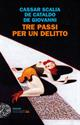 CASSAR SCALIA
DE CATALDO
DE GIOVANNI
TRE PASSI
PER UN DELITTO